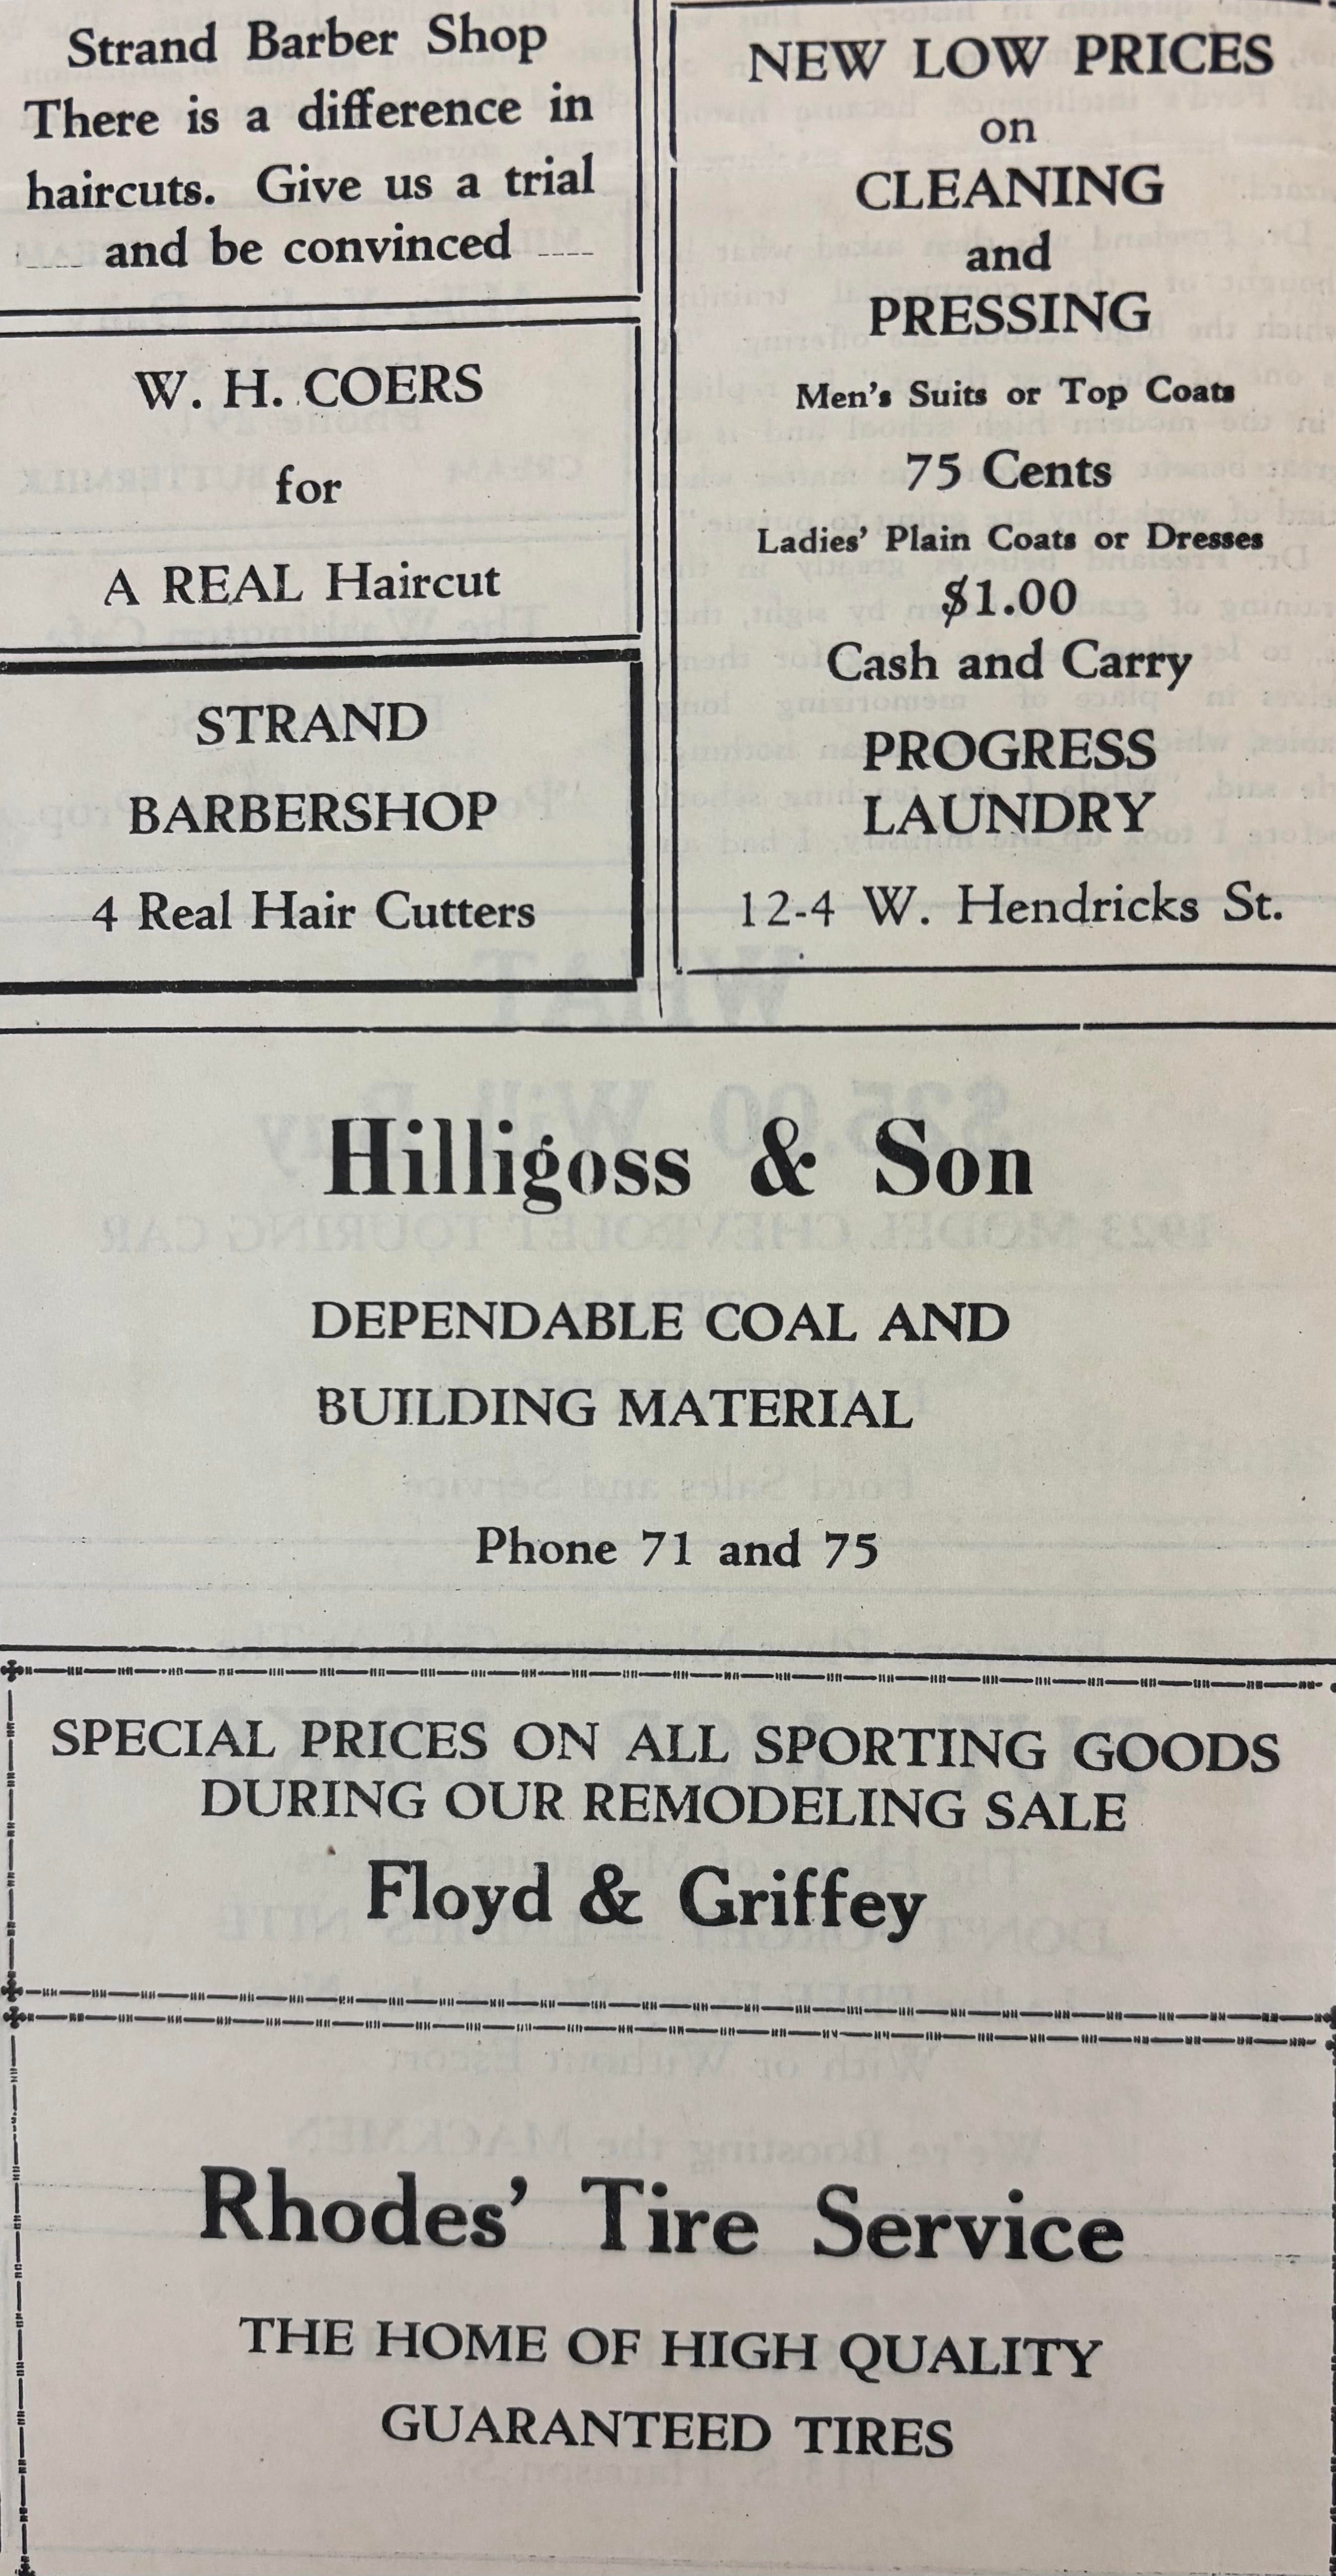 Strand Barber Shop
There is a difference in
haircuts. Give us a trial
and be convinced
W. H. COERS
for
A REAL Haircut
STRAND
BARBERSHOP
4 Real Hair Cutters
NEW LOW PRICES
on
CLEANING
and
PRESSING
Men's Suits or Top Coats
75 Cents
Ladies' Plain Coats or Dresses
$1.00
Cash and Carry
PROGRESS
LAUNDRY
12-4 W. Hendricks St.
Hilligoss & Son
DEPENDABLE COAL AND
BUILDING MATERIAL
Phone 71 and 75
SPECIAL PRICES ON ALL SPORTING GOODS
DURING OUR REMODELING SALE
Floyd & Griffey
Rhodes' Tire Service
THE HOME OF HIGH QUALITY
GUARANTEED TIRES